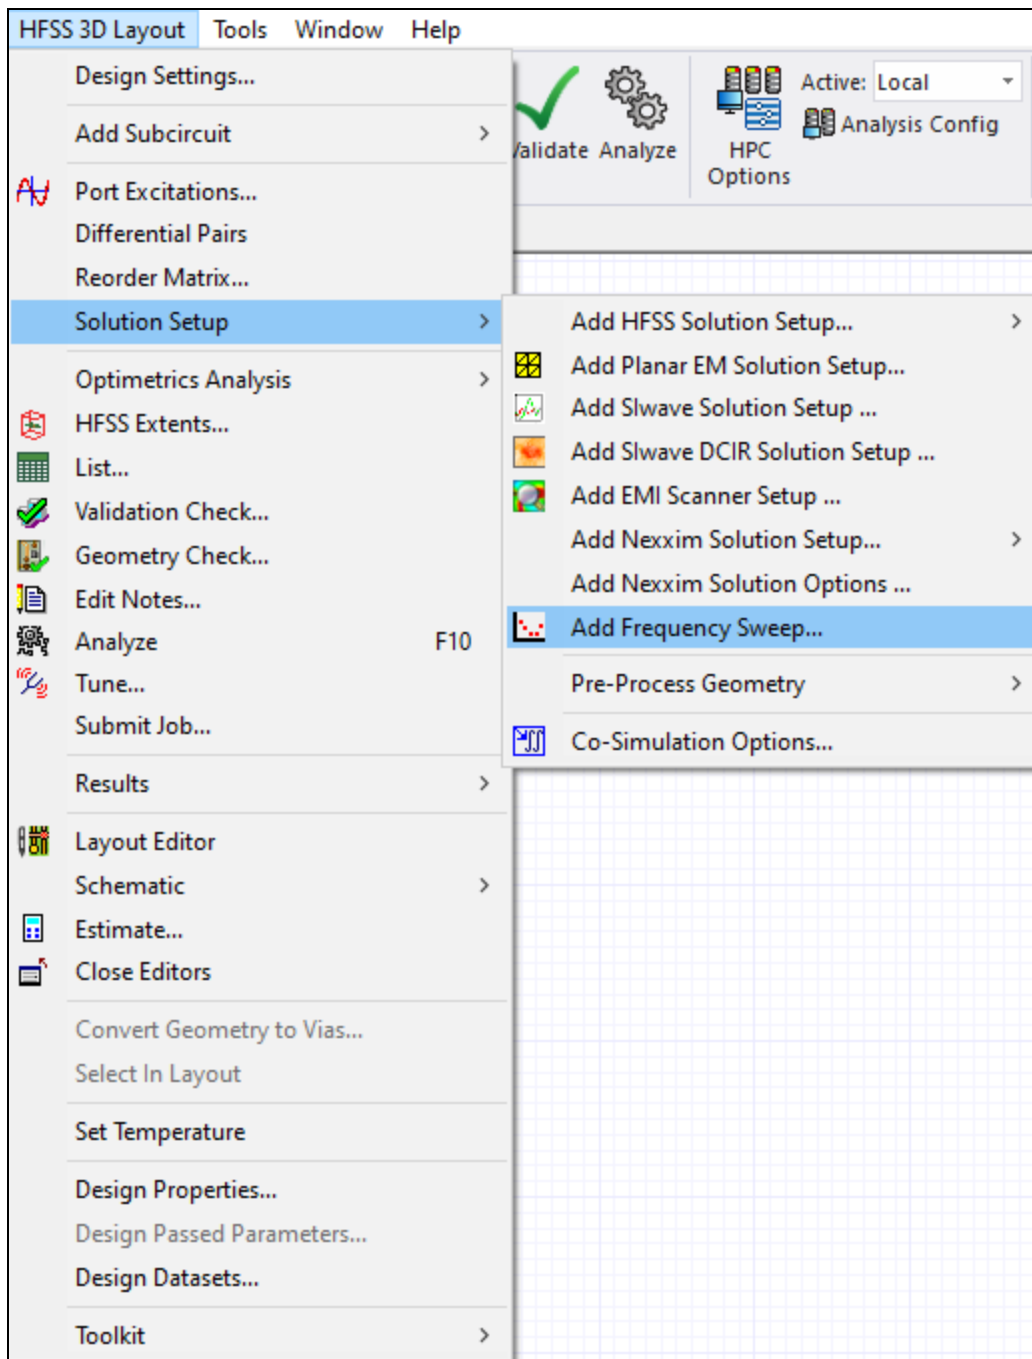 HFSS 3D Layout Tools Window Help
Design Settings...
Add Subcircuit
Port Excitations...
Differential Pairs
Reorder Matrix...
Solution Setup
Optimetrics Analysis
HFSS Extents...
List...
Validation Check...
Geometry Check...
Edit Notes...
Analyze F10
Tune...
Submit Job...
Results
Layout Editor
Schematic
Estimate...
Close Editors
Convert Geometry to Vias...
Select In Layout
Set Temperature
Design Properties...
Design Passed Parameters...
Design Datasets...
Toolkit
Validate Analyze
HPC
Options
Active: Local
Analysis Config
Add HFSS Solution Setup...
Add Planar EM Solution Setup...
Add SIwave Solution Setup ...
Add SIwave DCIR Solution Setup ...
Add EMI Scanner Setup ...
Add Nexxim Solution Setup...
Add Nexxim Solution Options ...
Add Frequency Sweep...
Pre-Process Geometry
Co-Simulation Options...